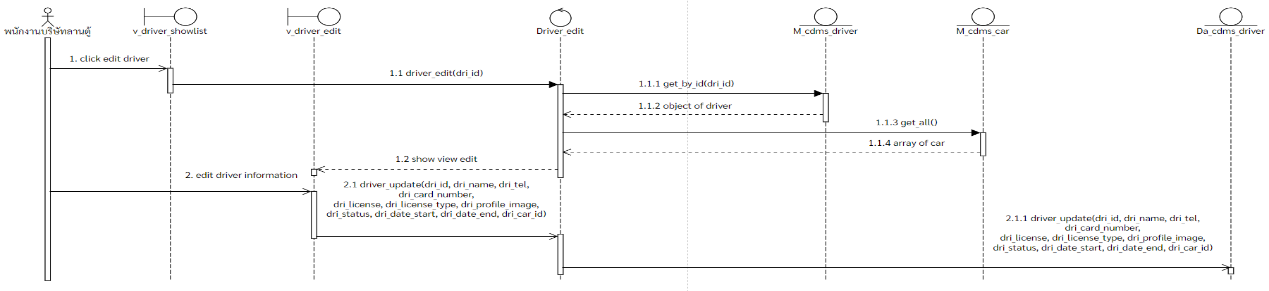 พนักงานบริษัทลานตู้
v_driver_showlist
v_driver_edit
Driver_edit
M_cdms_driver
M_cdms_car
Da_cdms_driver
1. click edit driver
1.1 driver_edit(dri_id)
1.1.1 get_by_id(dri_id)
1.1.2 object of driver
1.1.3 get_all()
1.1.4 array of car
1.2 show view edit
2. edit driver information
2.1 driver_update(dri_id, dri_name, dri_tel,
dri_card_number,
dri_license, dri_license_type, dri_profile_image,
dri_status, dri_date_start, dri_date_end, dri_car_id)
2.1.1 driver_update(dri_id, dri_name, dri_tel,
dri_card_number,
dri_license, dri_license_type, dri_profile_image,
dri_status, dri_date_start, dri_date_end, dri_car_id)